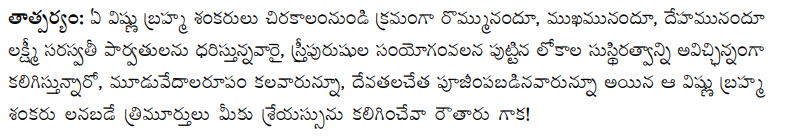 తాత్పర్యం: ఏ విష్ణు బ్రహ్మ శంకరులు చిరకాలంనుండి క్రమంగా రొమ్మునందూ, ముఖమునందూ, దేహమునందూ
లక్ష్మీ సరస్వతీ పార్వతులను ధరిస్తున్నవారై, స్త్రీపురుషుల సంయోగంవలన పుట్టిన లోకాల సుస్థిరత్వాన్ని అవిచ్ఛిన్నంగా
కలిగిస్తున్నారో, మూడువేదాలరూపం కలవారున్నూ, దేవతలచేత పూజింపబడినవారున్నూ అయిన ఆ విష్ణు బ్రహ్మ
శంకరు లనబడే త్రిమూర్తులు మీకు శ్రేయస్సును కలిగించేవా రౌతారు గాక!